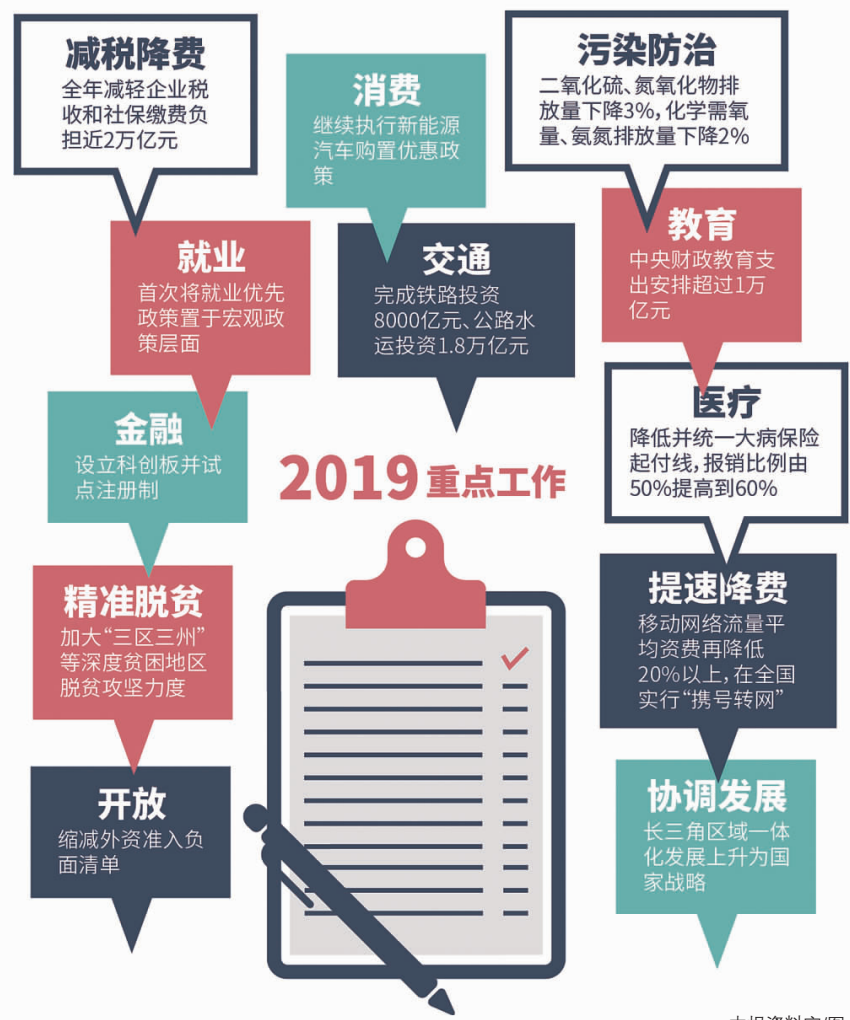 减税降费
全年减轻企业税
收和社保缴费负
担近2万亿元
消费
继续执行新能源
汽车购置优惠政
策
污染防治
二氧化硫、氮氧化物排
放量下降3%,化学需氧
量、氨氮排放量下降2%
就业
首次将就业优先
政策置于宏观政
策层面
交通
完成铁路投资
8000亿元、公路水
运投资1.8万亿元
教育
中央财政教育支
出安排超过1万
亿元
金融
设立科创板并试
点注册制
2019重点工作
医疗
降低并统一大病保险
起付线,报销比例由
50%提高到60%
精准脱贫
加大“三区三州”
等深度贫困地区
脱贫攻坚力度
提速降费
移动网络流量平
均资费再降低
20%以上,在全国
实行“携号转网”
开放
缩减外资准入负
面清单
协调发展
长三角区域一体
化发展上升为国
家战略